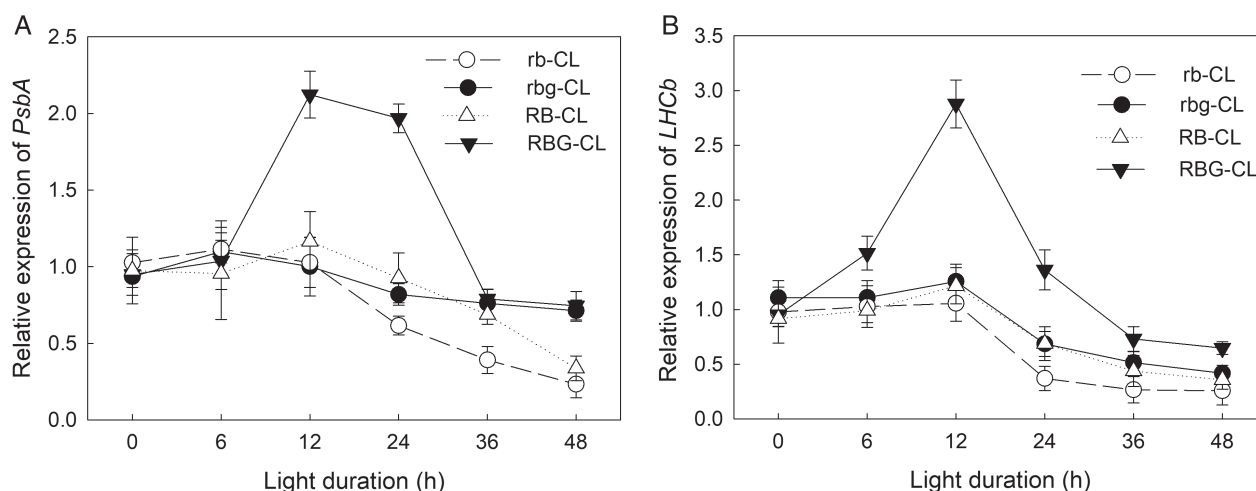 A
Relative expression of PsbA
2.5
2.0
1.5
1.0
0.5
0.0
rb-CL
rbg-CL
RB-CL
RBG-CL
0 6 12 24 36 48
Light duration (h)
B
Relative expression of LHCb
3.5
3.0
2.5
2.0
1.5
1.0
0.5
0.0
rb-CL
rbg-CL
RB-CL
RBG-CL
0 6 12 24 36 48
Light duration (h)